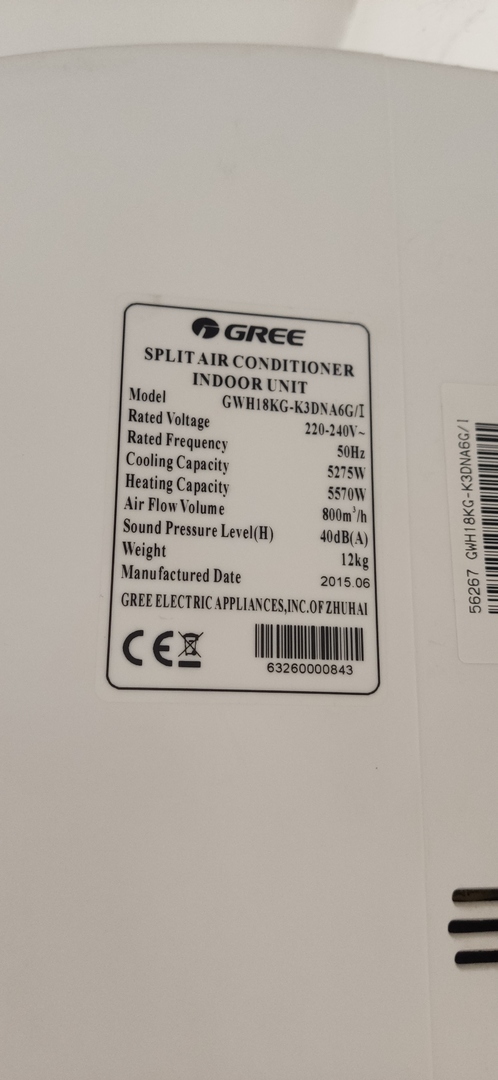 GREE
SPLIT AIR CONDITIONER
INDOOR UNIT
Model GWH18KG-K3DNA6G/I
Rated Voltage 220-240V~
Rated Frequency 50Hz
Cooling Capacity 5275W
Heating Capacity 5570W
Air Flow Volume 800m³/h
Sound Pressure Level(H) 40dB(A)
Weight 12kg
Manufactured Date 2015.06
GREE ELECTRIC APPLIANCES,INC.OF ZHUHAI
CE
63260000843
56267 GWH18KG-K3DNA6G/I